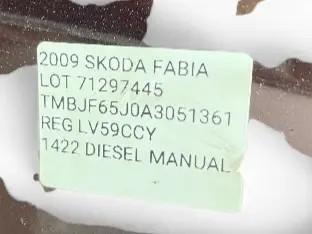 2009 SKODA FABIA
LOT 71297445
TMBJF65J0A3051361
REG LV59CCY
1422 DIESEL MANUAL